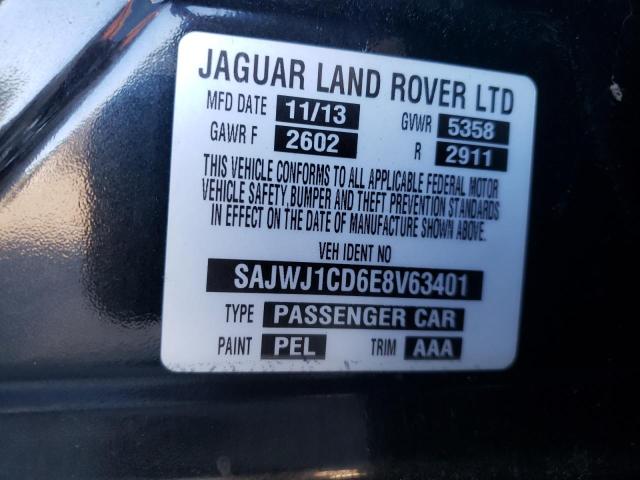 JAGUAR LAND ROVER LTD
MFD DATE 11/13 GVWR 5358
GAWR F 2602 R 2911
THIS VEHICLE CONFORMS TO ALL APPLICABLE FEDERAL MOTOR
VEHICLE SAFETY, BUMPER AND THEFT PREVENTION STANDARDS
IN EFFECT ON THE DATE OF MANUFACTURE SHOWN ABOVE.
VEH IDENT NO
SAJWJ1CD6E8V63401
TYPE PASSENGER CAR
PAINT PEL TRIM AAA